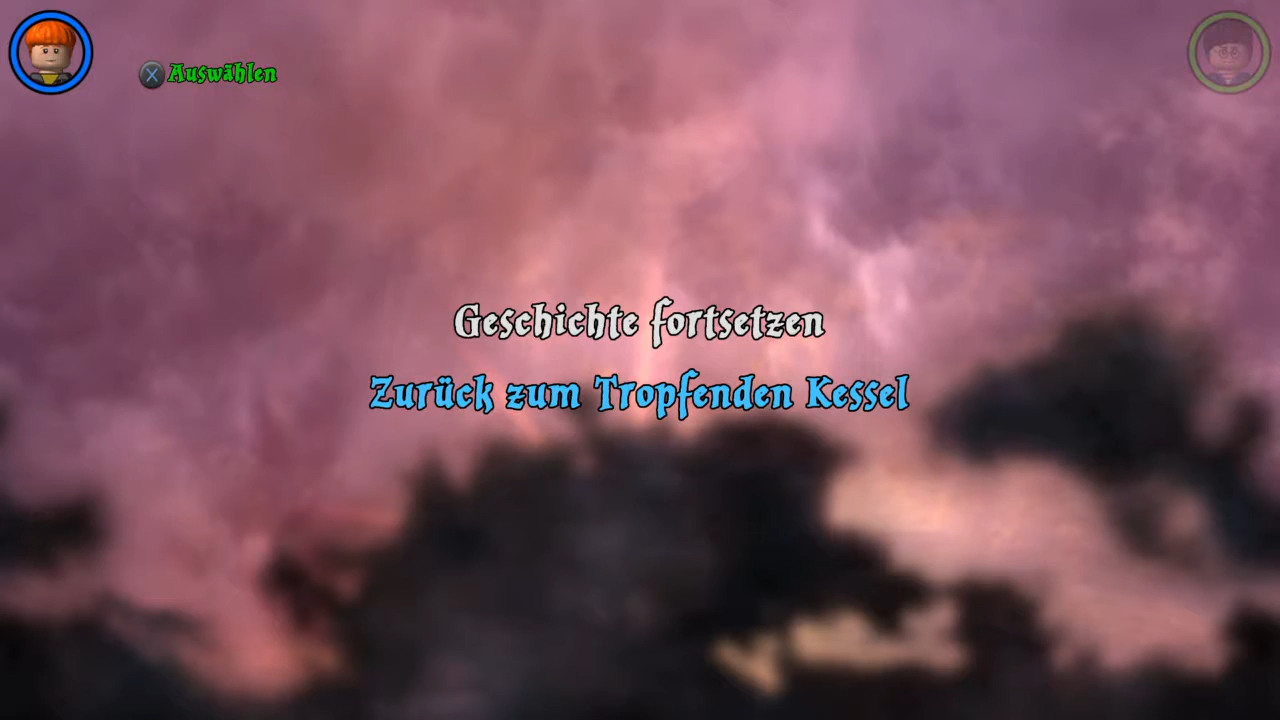 X Auswählen
Geschichte fortsetzen
Zurück zum Tropfenden Kessel